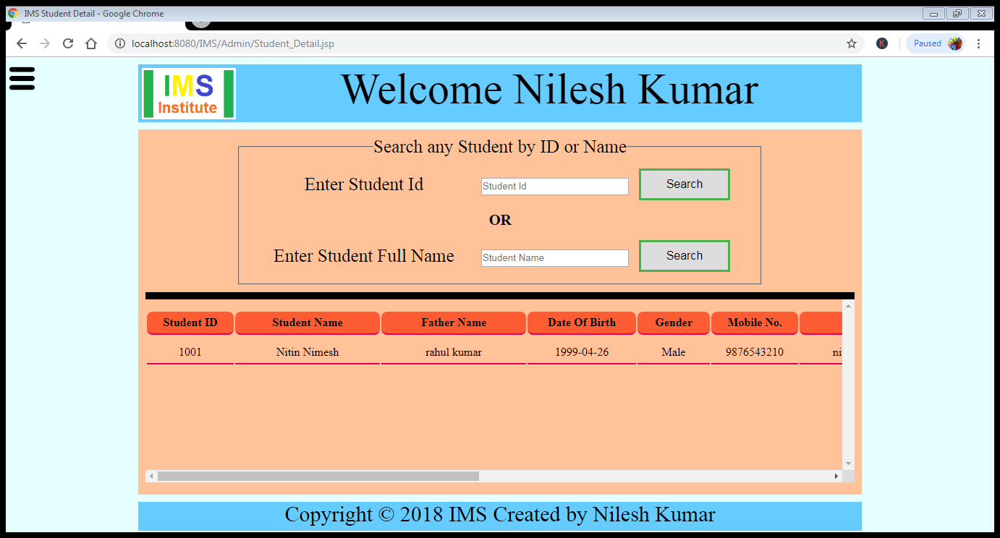 IMS Student Detail - Google Chrome
localhost:8080/IMS/Admin/Student_Detail.jsp
K
Paused
IMS
Institute
Welcome Nilesh Kumar
Search any Student by ID or Name
Enter Student Id Student Id Search
OR
Enter Student Full Name Student Name Search
Student ID Student Name Father Name Date Of Birth Gender Mobile No.
1001 Nitin Nimesh rahul kumar 1999-04-26 Male 9876543210
Copyright © 2018 IMS Created by Nilesh Kumar